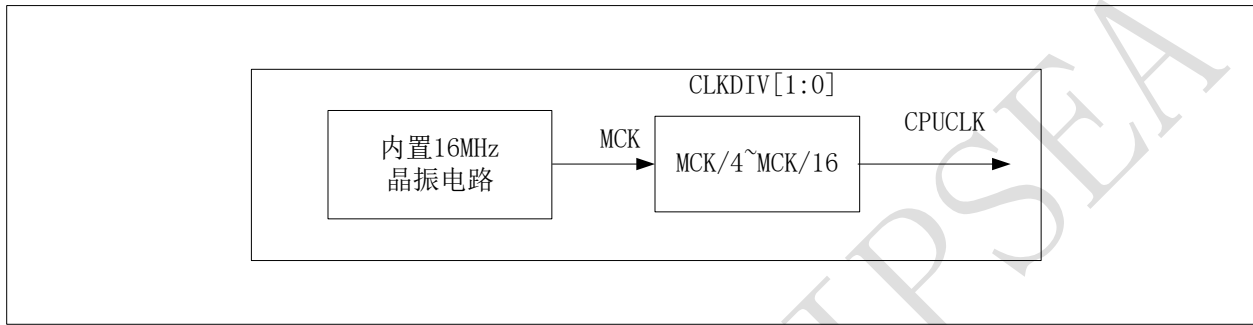 CLKDIV[1:0]
内置16MHz
晶振电路
MCK
MCK/4~MCK/16
CPUCLK
IPSEA